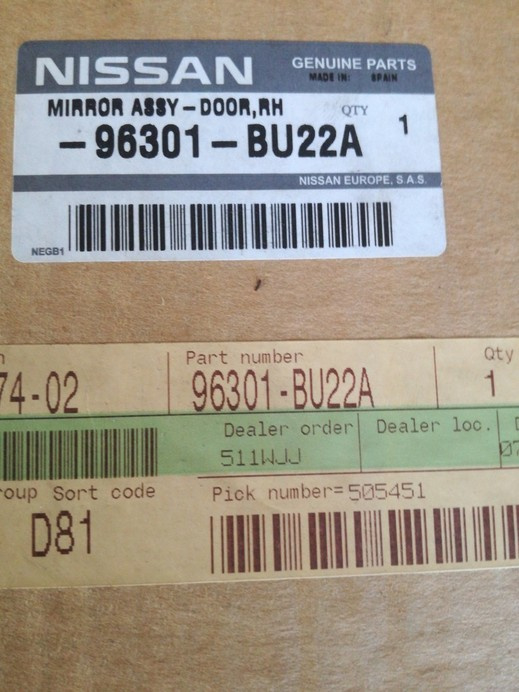 NISSAN
GENUINE PARTS
MADE IN: SPAIN
MIRROR ASSY-DOOR,RH QTY 1
-96301-BU22A
NISSAN EUROPE, S.A.S.
NEGB1
Part number Qty
74-02 96301-BU22A 1
Dealer order Dealer loc.
511WJJ 07
roup Sort code Pick number=505451
D81